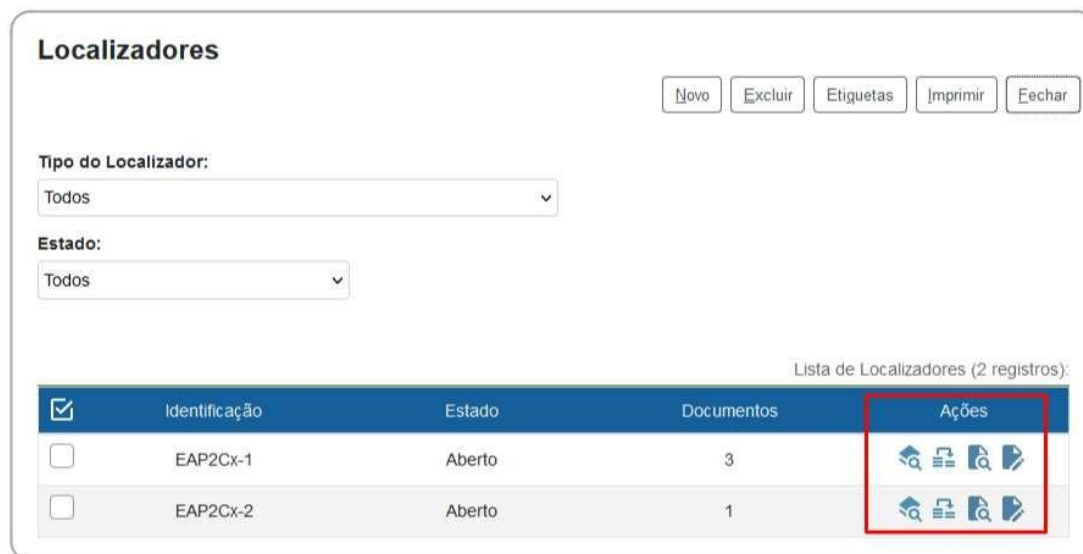 Localizadores
Novo Excluir Etiquetas Imprimir Fechar
Tipo do Localizador:
Todos
Estado:
Todos
Lista de Localizadores (2 registros):
Identificação Estado Documentos Ações
EAP2Cx-1 Aberto 3
EAP2Cx-2 Aberto 1